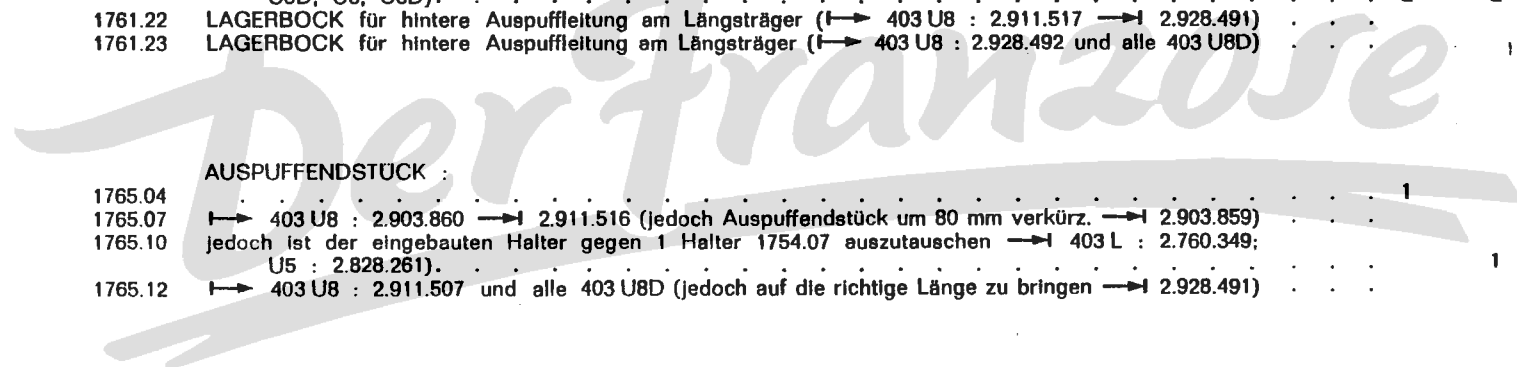 1761.22 LAGERBOCK für hintere Auspuffleitung am Längsträger (↦ 403 U8 : 2.911.517 ⇥ 2.928.491) . . .
1761.23 LAGERBOCK für hintere Auspuffleitung am Längsträger (↦ 403 U8 : 2.928.492 und alle 403 U8D) . . . 1
Der Franzose
AUSPUFFENDSTÜCK :
1765.04 . . . . . . . . . . . . . . . . . . . . . . . . . . . . . . 1
1765.07 ↦ 403 U8 : 2.903.860 ⇥ 2.911.516 (jedoch Auspuffendstück um 80 mm verkürz. ⇥ 2.903.859) . . .
1765.10 jedoch ist der eingebauten Halter gegen 1 Halter 1754.07 auszutauschen ⇥ 403 L : 2.760.349;
U5 : 2.828.261). . . . . . . . . . . . . . . . . . . . . . . . . . . . 1
1765.12 ↦ 403 U8 : 2.911.507 und alle 403 U8D (jedoch auf die richtige Länge zu bringen ⇥ 2.928.491) . . .